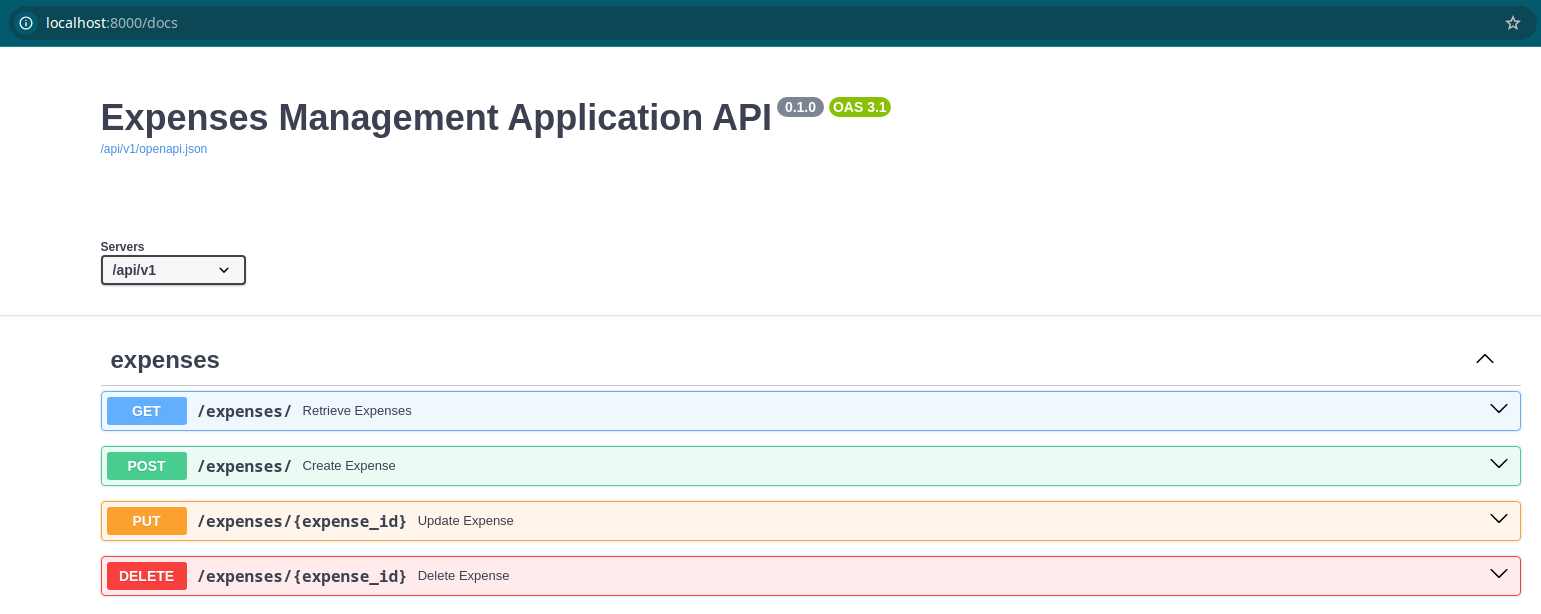 localhost:8000/docs
Expenses Management Application API 0.1.0 OAS 3.1
/api/v1/openapi.json
Servers
/api/v1
expenses
GET /expenses/ Retrieve Expenses
POST /expenses/ Create Expense
PUT /expenses/{expense_id} Update Expense
DELETE /expenses/{expense_id} Delete Expense